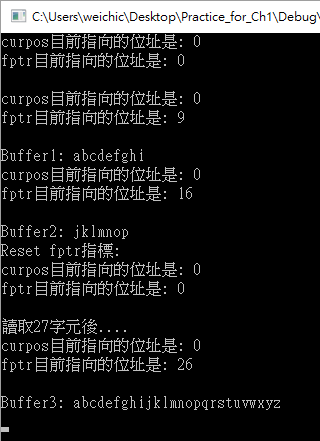 C:\Users\weichic\Desktop\Practice_for_Ch1\Debug\
curpos目前指向的位址是: 0
fptr目前指向的位址是: 0
curpos目前指向的位址是: 0
fptr目前指向的位址是: 9
Buffer1: abcdefghi
curpos目前指向的位址是: 0
fptr目前指向的位址是: 16
Buffer2: jklmnop
Reset fptr指標:
curpos目前指向的位址是: 0
fptr目前指向的位址是: 0
讀取27字元後....
curpos目前指向的位址是: 0
fptr目前指向的位址是: 26
Buffer3: abcdefghijklmnopqrstuvwxyz